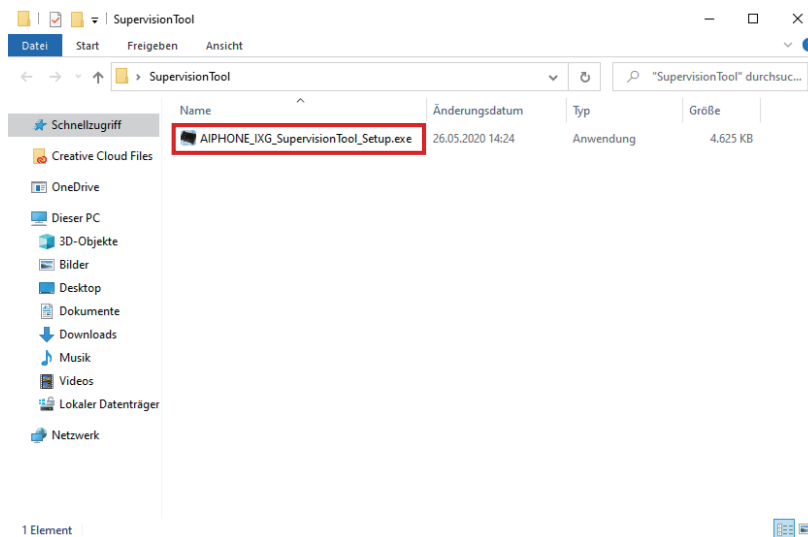 SupervisionTool
Datei Start Freigeben Ansicht
SupervisionTool "SupervisionTool" durchsuc...
Name Änderungsdatum Typ Größe
AIPHONE_IXG_SupervisionTool_Setup.exe 26.05.2020 14:24 Anwendung 4.625 KB
Schnellzugriff
Creative Cloud Files
OneDrive
Dieser PC
3D-Objekte
Bilder
Desktop
Dokumente
Downloads
Musik
Videos
Lokaler Datenträger
Netzwerk
1 Element